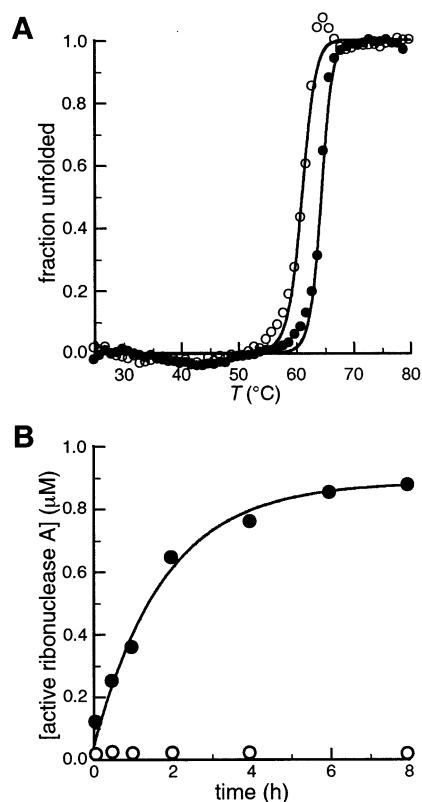 A
fraction unfolded
1.0
0.8
0.6
0.4
0.2
0.0
30 40 50 60 70 80
T (°C)
B
[active ribonuclease A] (μM)
1.0
0.8
0.6
0.4
0.2
0.0
0 2 4 6 8
time (h)